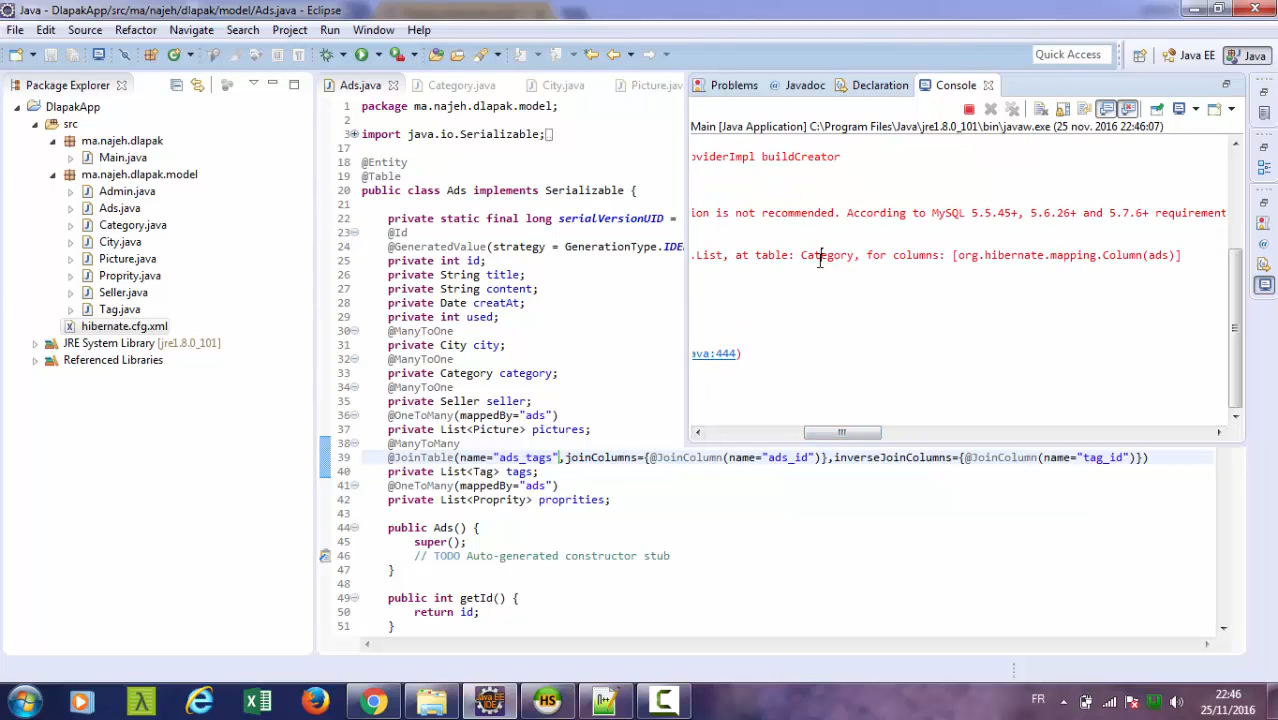 Java - DlapakApp/src/ma/najeh/dlapak/model/Ads.java - Eclipse
File Edit Source Refactor Navigate Search Project Run Window Help
Quick Access
Java EE
Java
Package Explorer
DlapakApp
src
ma.najeh.dlapak
Main.java
ma.najeh.dlapak.model
Admin.java
Ads.java
Category.java
City.java
Picture.java
Proprity.java
Seller.java
Tag.java
hibernate.cfg.xml
JRE System Library [jre1.8.0_101]
Referenced Libraries
Ads.java
Category.java
City.java
Picture.java
1 package ma.najeh.dlapak.model;
2
3 import java.io.Serializable;
17
18 @Entity
19 @Table
20 public class Ads implements Serializable {
22 private static final long serialVersionUID =
23 @Id
24 @GeneratedValue(strategy = GenerationType.IDE
25 private int id;
26 private String title;
27 private String content;
28 private Date creatAt;
29 private int used;
30 @ManyToOne
31 private City city;
32 @ManyToOne
33 private Category category;
34 @ManyToOne
35 private Seller seller;
36 @OneToMany(mappedBy="ads")
37 private List<Picture> pictures;
38 @ManyToMany
39 @JoinTable(name="ads_tags",joinColumns={@JoinColumn(name="ads_id")},inverseJoinColumns={@JoinColumn(name="tag_id")})
40 private List<Tag> tags;
41 @OneToMany(mappedBy="ads")
42 private List<Proprity> proprities;
43
44 public Ads() {
45 super();
46 // TODO Auto-generated constructor stub
47 }
48
49 public int getId() {
50 return id;
51 }
Problems
Javadoc
Declaration
Console
Main [Java Application] C:\Program Files\Java\jre1.8.0_101\bin\javaw.exe (25 nov. 2016 22:46:07)
oviderImpl buildCreator
ion is not recommended. According to MySQL 5.5.45+, 5.6.26+ and 5.7.6+ requirement
.List, at table: Category, for columns: [org.hibernate.mapping.Column(ads)]
ava:444)
Java EE
IDE
HS
FR
22:46
25/11/2016